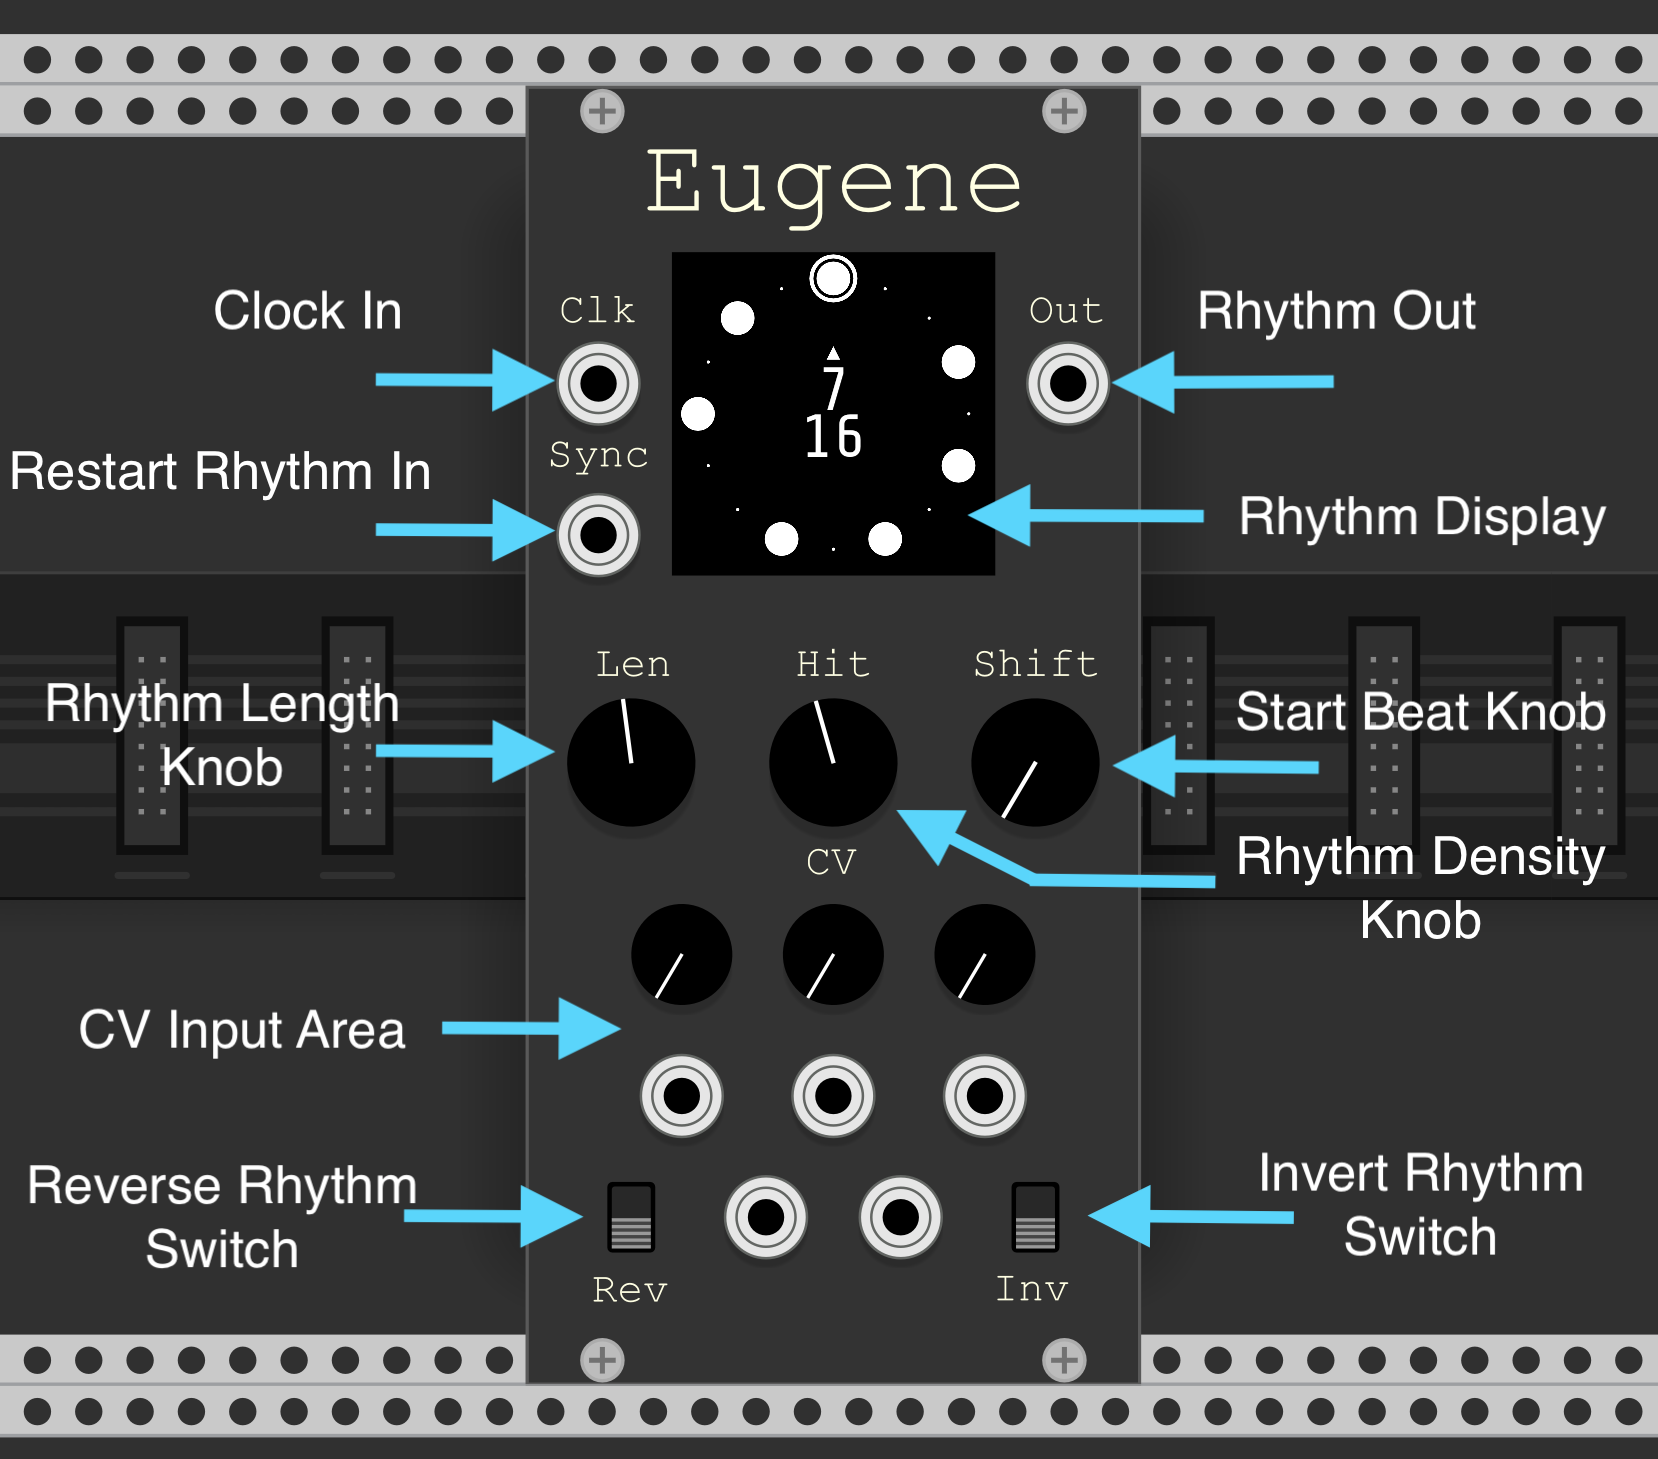 Eugene
Clock In
Clk
Out
Rhythm Out
7
16
Restart Rhythm In
Sync
Rhythm Display
Len
Hit
Shift
Rhythm Length
Knob
Start Beat Knob
CV
Rhythm Density
Knob
CV Input Area
Reverse Rhythm
Switch
Invert Rhythm
Switch
Rev
Inv